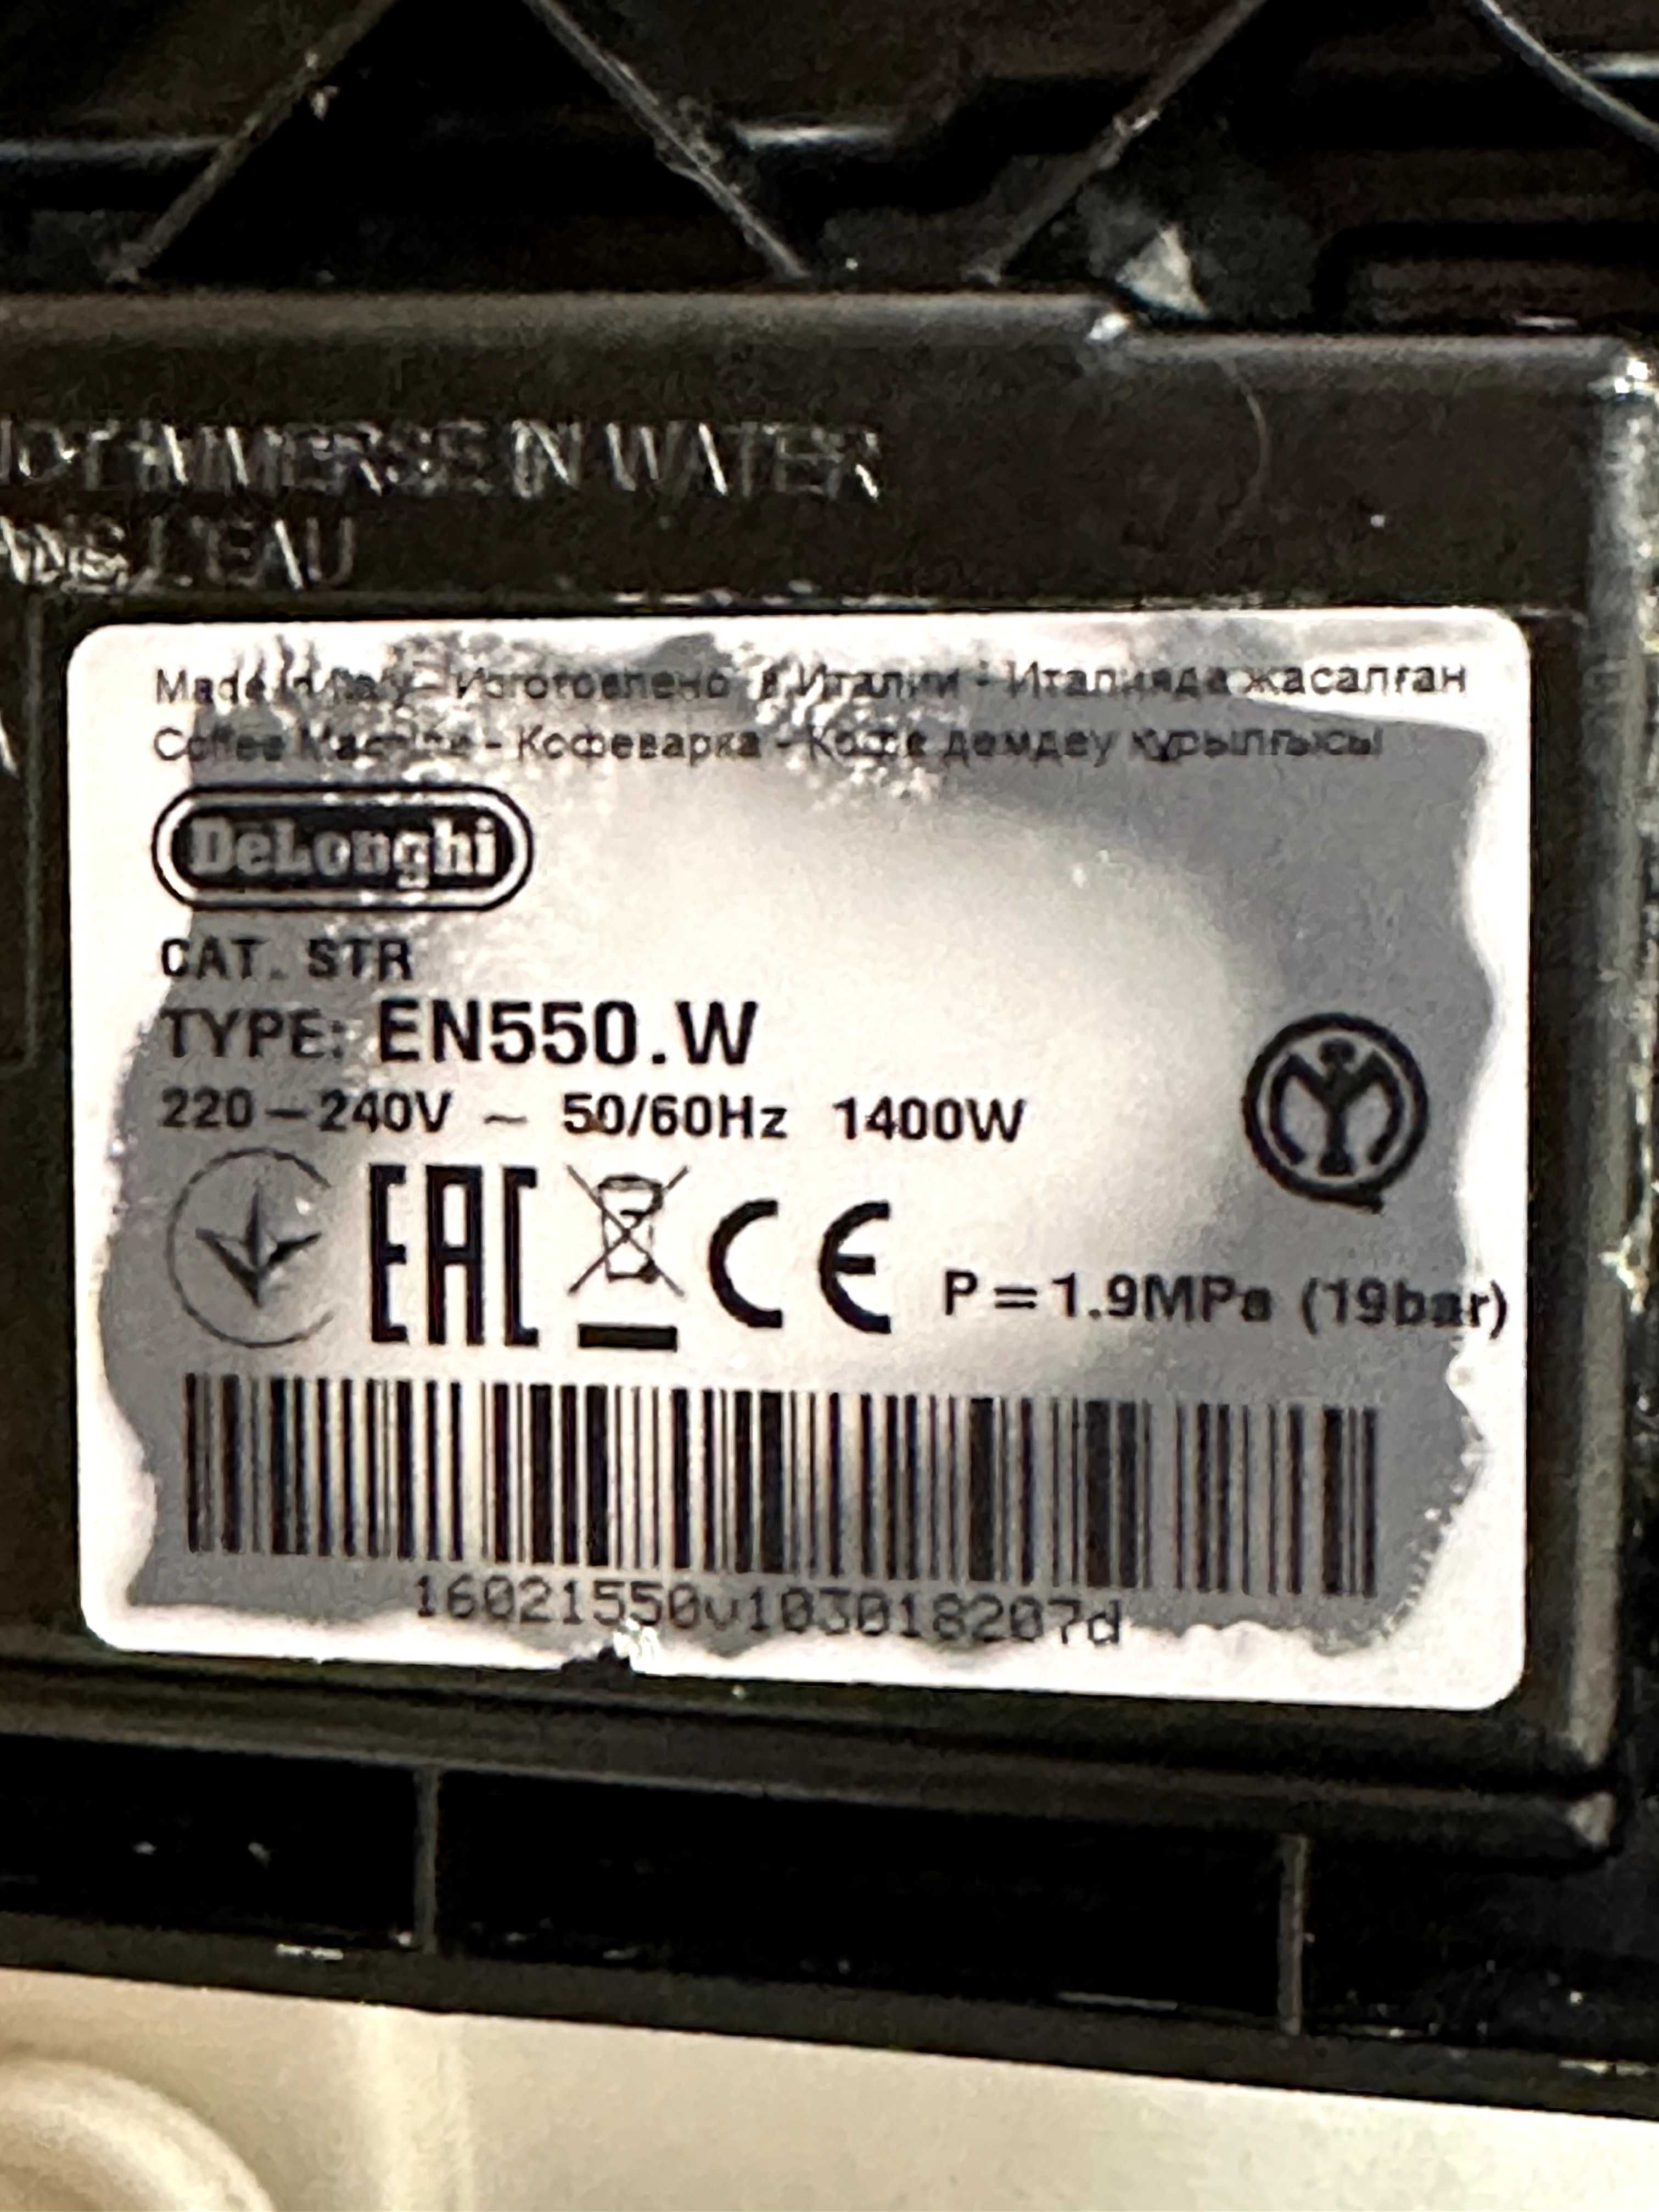 IMMERSE IN WATER
L'EAU
Made in Italy - Изготовлено в Италии - Италияда жасалған
Coffee Machine - Кофеварка - Кофе демдеу құрылғысы
DeLonghi
CAT. STR
TYPE: EN550.W
220-240V ~ 50/60Hz 1400W
EAC CE P=1.9MPa (19bar)
16021550v103018207d